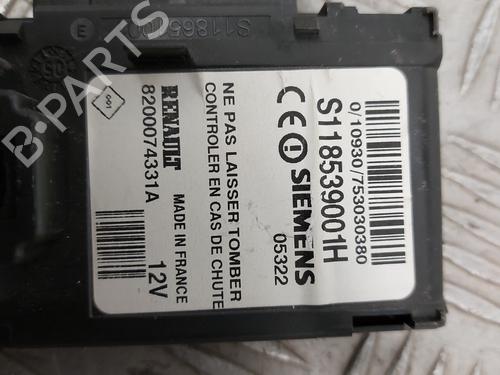 0/10930/753030380
S118539001H
CE SIEMENS
05322
NE PAS LAISSER TOMBER
CONTROLER EN CAS DE CHUTE
RENAULT MADE IN FRANCE
8200074331A 12V
001
E
B-PARTS